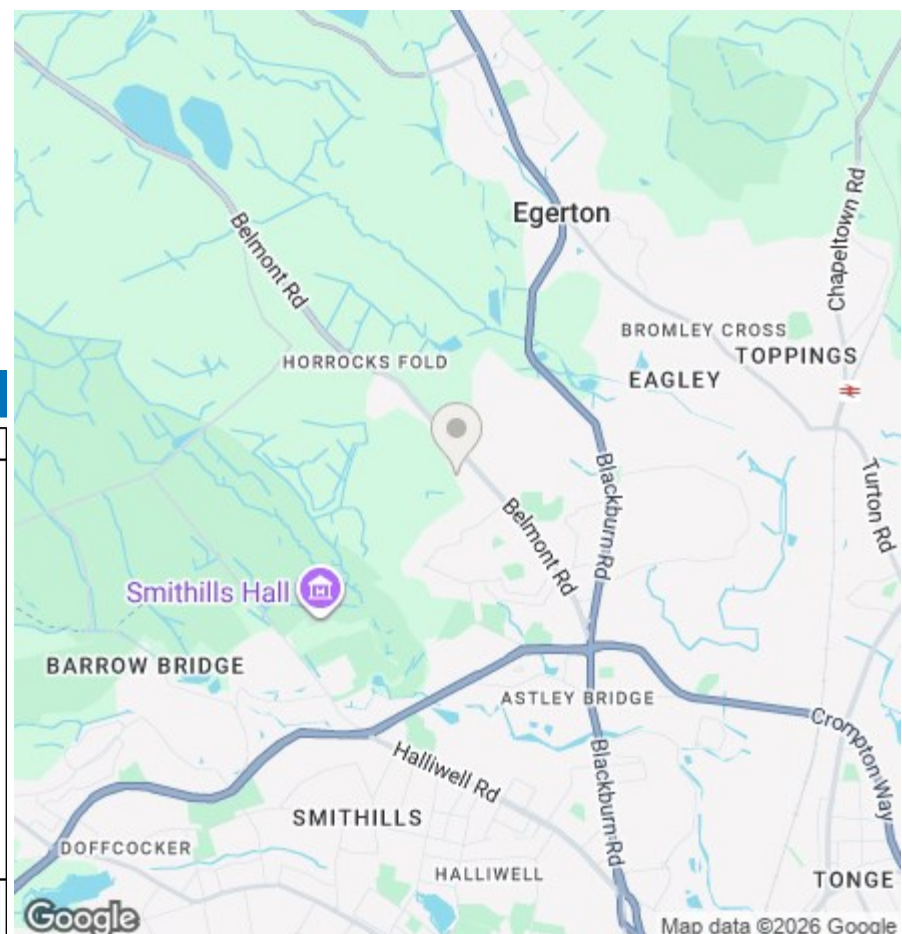 Egerton
Chapeltown Rd
Belmont Rd
BROMLEY CROSS
TOPPINGS
HORROCKS FOLD
EAGLEY
Blackburn Rd
Turton Rd
Belmont Rd
Smithills Hall
BARROW BRIDGE
ASTLEY BRIDGE
Crompton Way
Halliwell Rd
Blackburn Rd
SMITHILLS
DOFFCOCKER
HALLIWELL
TONGE
Google
Map data ©2026 Google